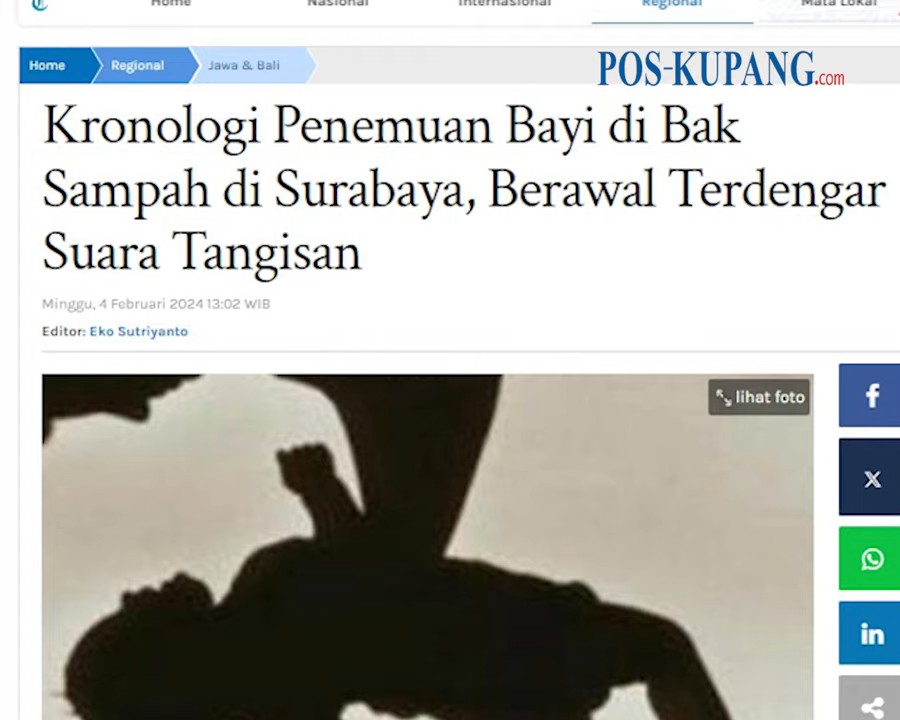 Home Nasional Internasional Regional Mata Lokal
Home Regional Jawa & Bali
POS-KUPANG.com
Kronologi Penemuan Bayi di Bak
Sampah di Surabaya, Berawal Terdengar
Suara Tangisan
Minggu, 4 Februari 2024 13:02 WIB
Editor: Eko Sutriyanto
lihat foto